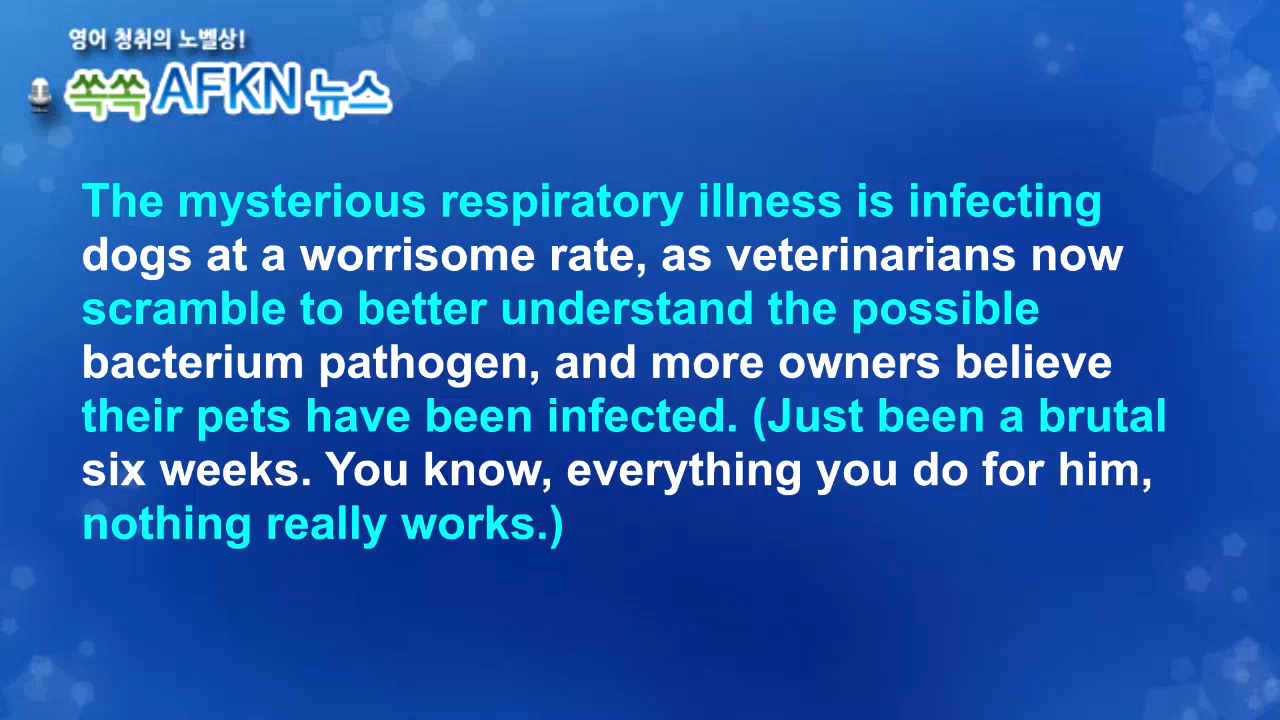 영어 청취의 노벨상!
쏙쏙 AFKN 뉴스
The mysterious respiratory illness is infecting
dogs at a worrisome rate, as veterinarians now
scramble to better understand the possible
bacterium pathogen, and more owners believe
their pets have been infected. (Just been a brutal
six weeks. You know, everything you do for him,
nothing really works.)